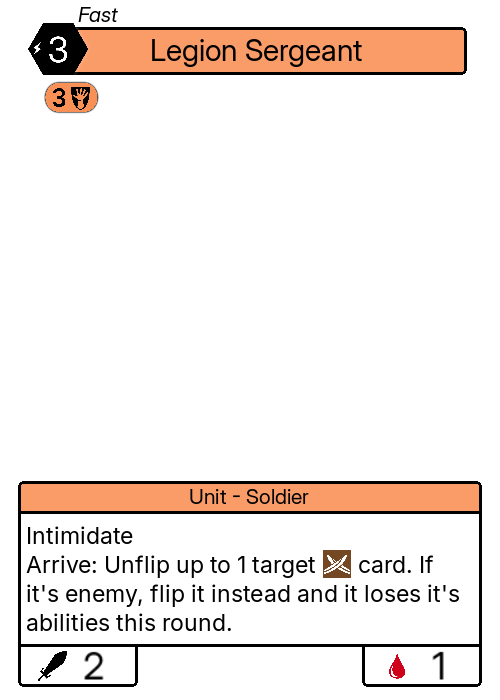 Fast
3 Legion Sergeant
3
Unit - Soldier
Intimidate
Arrive: Unflip up to 1 target card. If
it's enemy, flip it instead and it loses it's
abilities this round.
2 1